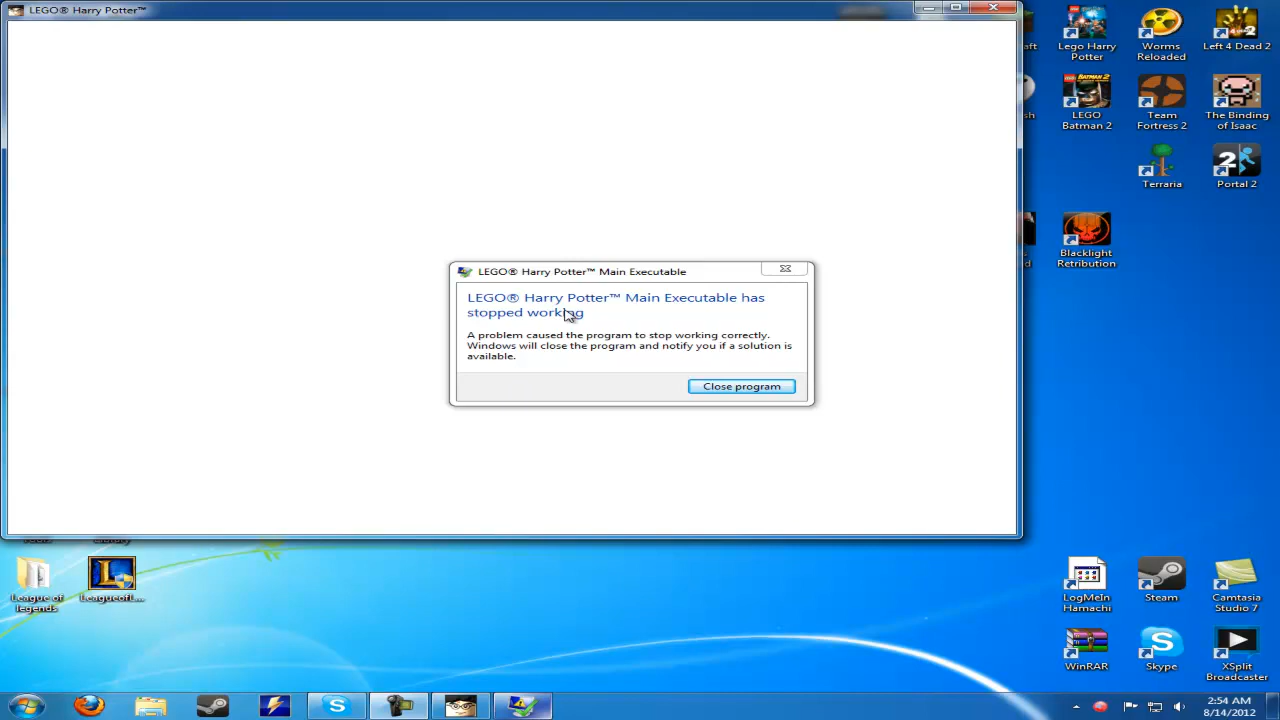 LEGO® Harry Potter™
LEGO® Harry Potter™ Main Executable
LEGO® Harry Potter™ Main Executable has
stopped working
A problem caused the program to stop working correctly.
Windows will close the program and notify you if a solution is
available.
Close program
Lego Harry
Potter
Worms
Reloaded
Left 4 Dead 2
LEGO
Batman 2
Team
Fortress 2
The Binding
of Isaac
Terraria
Portal 2
Blacklight
Retribution
League of
legends
LeagueofL...
LogMeIn
Hamachi
Steam
Camtasia
Studio 7
WinRAR
Skype
XSplit
Broadcaster
2:54 AM
8/14/2012